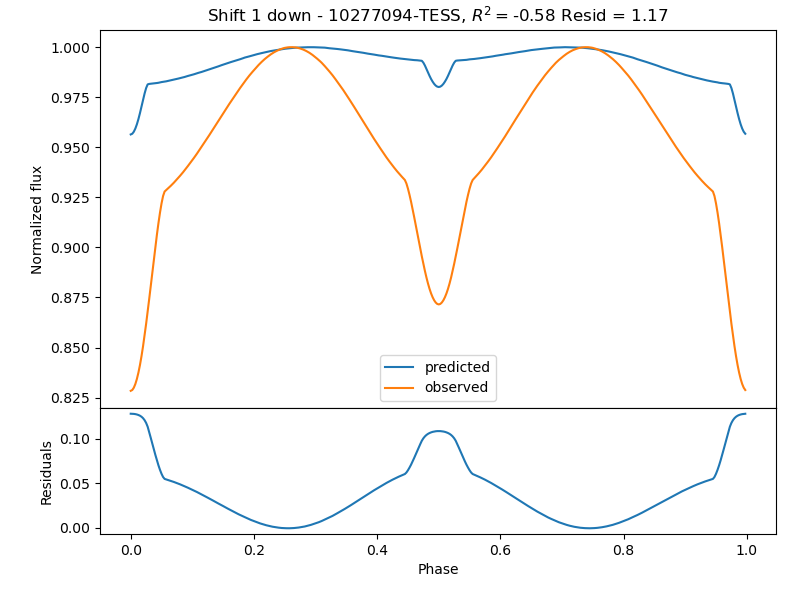 Shift 1 down - 10277094-TESS, R² = -0.58 Resid = 1.17
Normalized flux
1.000
0.975
0.950
0.925
0.900
0.875
0.850
0.825
predicted
observed
Residuals
0.10
0.05
0.00
0.0 0.2 0.4 0.6 0.8 1.0
Phase